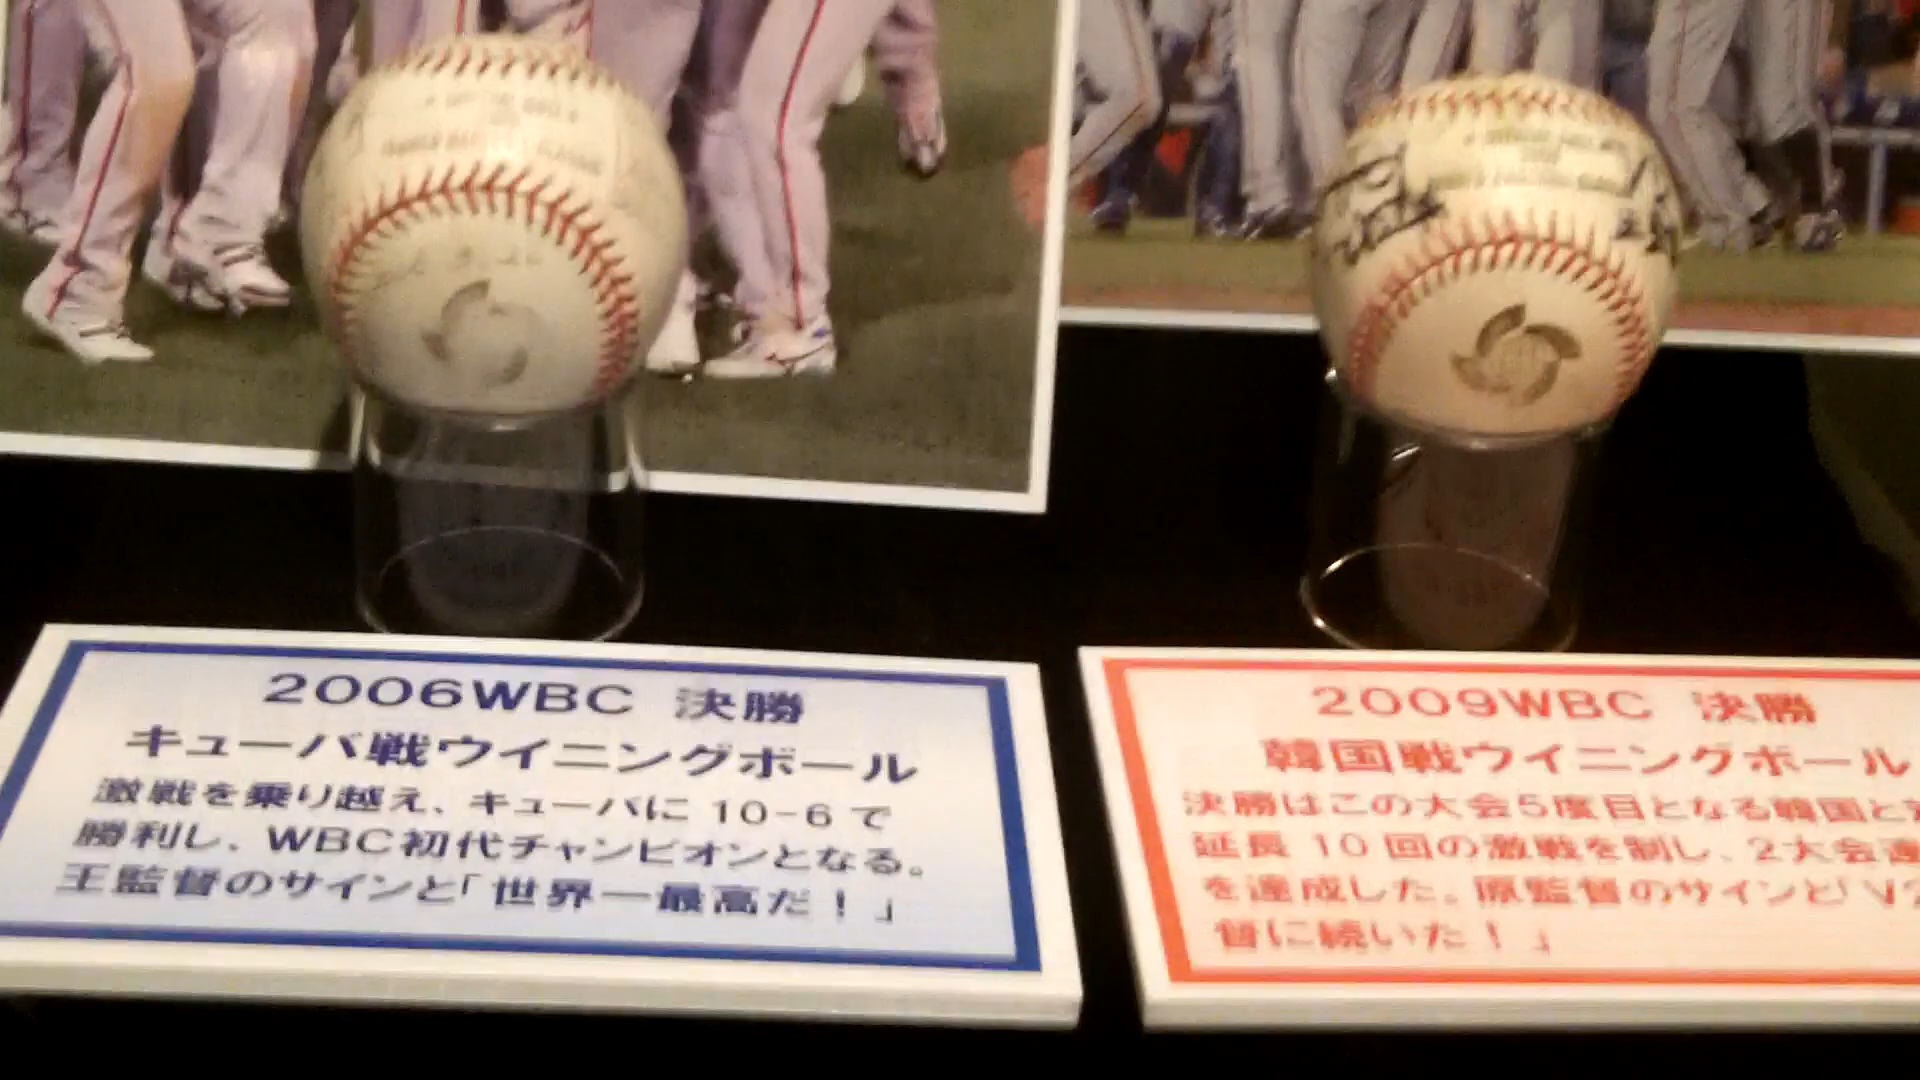 2006WBC 決勝
キューバ戦ウイニングボール
激戦を乗り越え、キューバに 10-6 で
勝利し、WBC初代チャンピオンとなる。
王監督のサインと「世界一最高だ!」
2009WBC 決勝
韓国戦ウイニングボール
決勝はこの大会5度目となる韓国と
延長 10 回の激戦を制し、2大会連
を達成した。原監督のサインと「V2
督に続いた!」